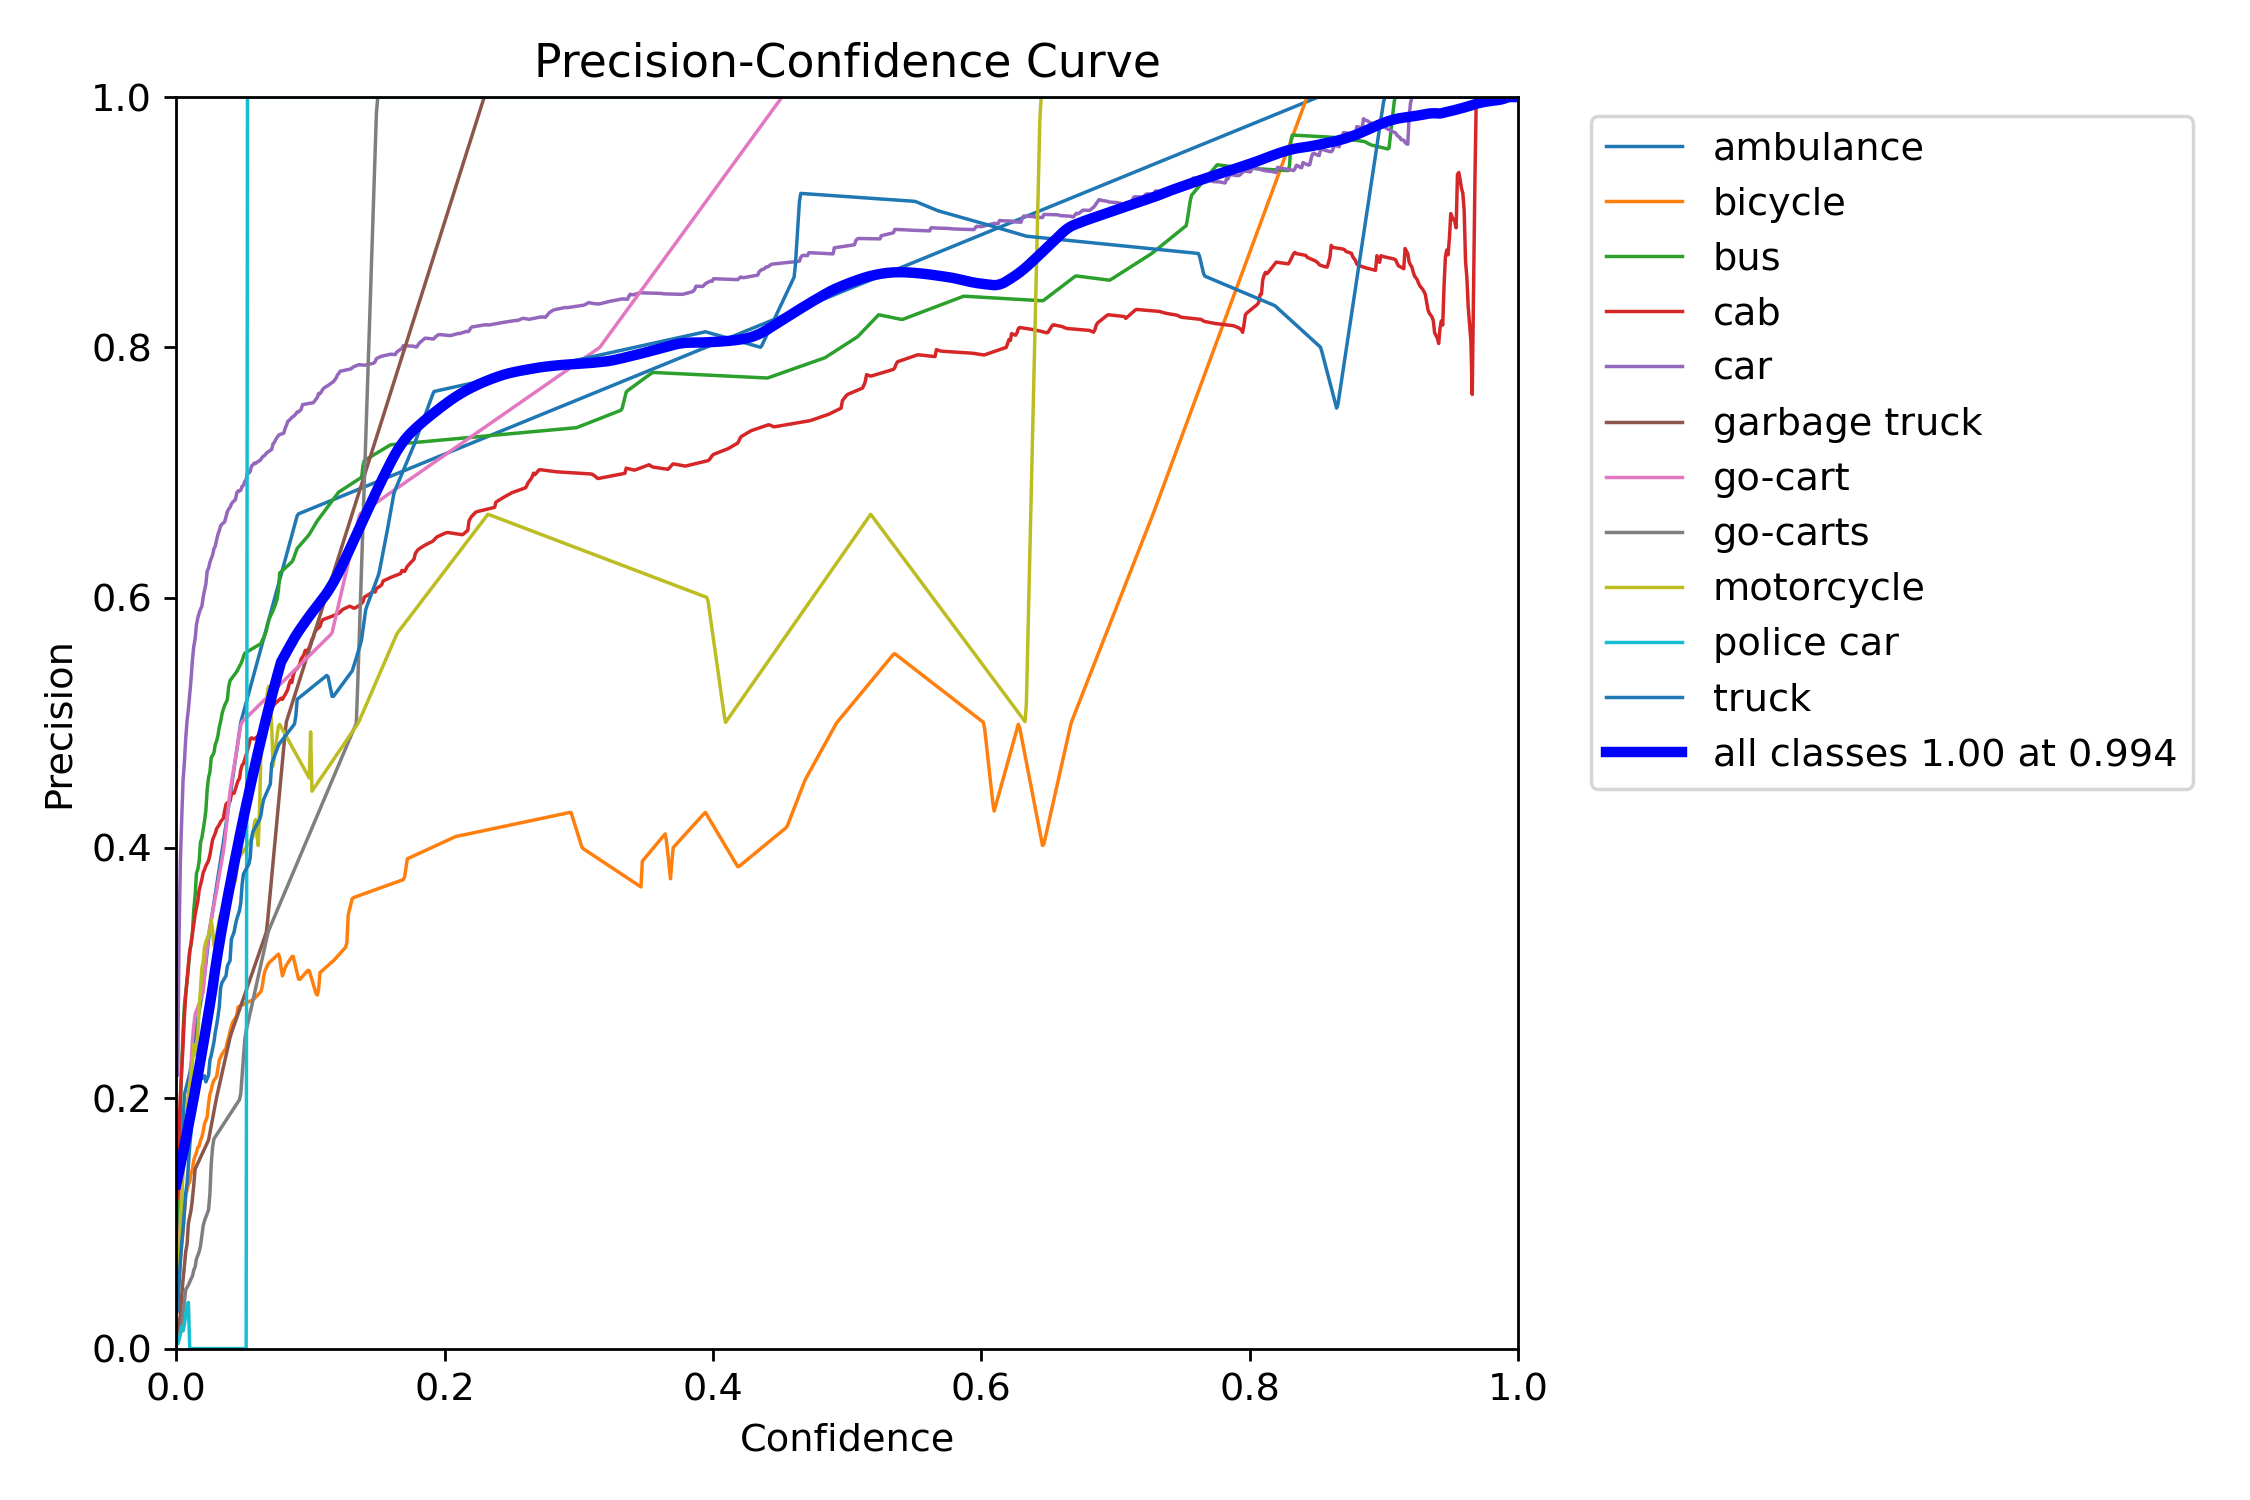 Precision-Confidence Curve
1.0
0.8
0.6
0.4
0.2
0.0
Precision
0.0 0.2 0.4 0.6 0.8 1.0
Confidence
ambulance
bicycle
bus
cab
car
garbage truck
go-cart
go-carts
motorcycle
police car
truck
all classes 1.00 at 0.994